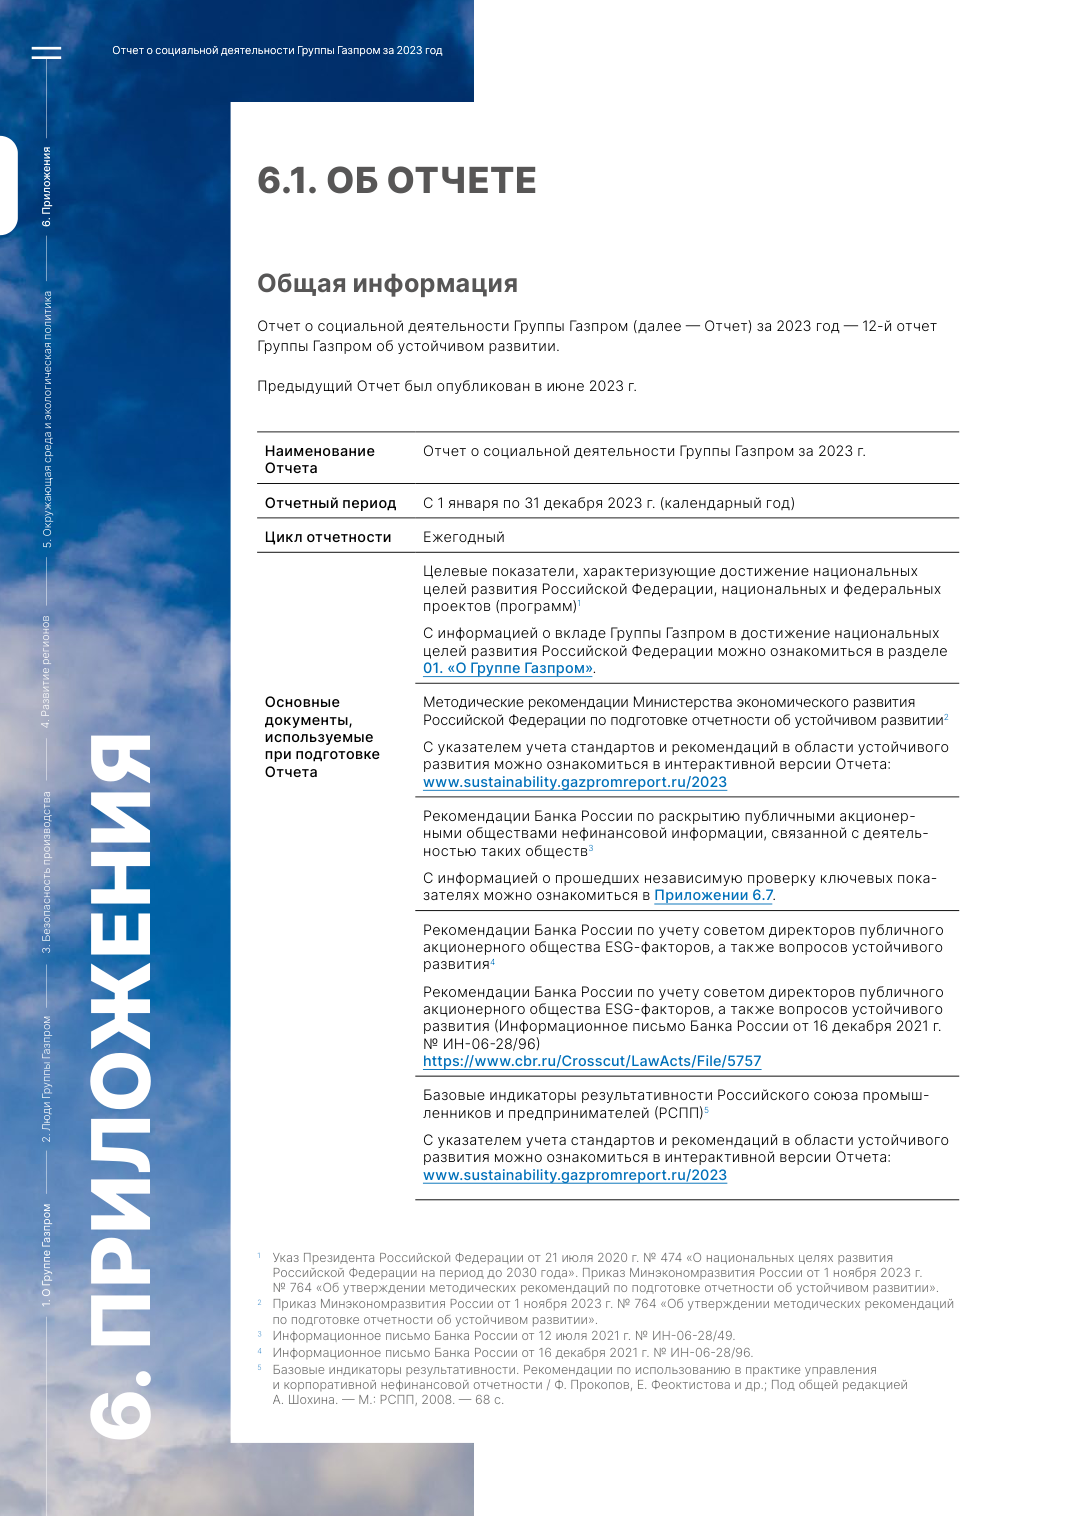 Отчет о социальной деятельности Группы Газпром за 2023 год
6. Приложения
5. Окружающая среда и экологическая политика
4. Развитие регионов
3. Безопасность производства
2. Люди Группы Газпром
1. О Группе Газпром
6. ПРИЛОЖЕНИЯ
6.1. ОБ ОТЧЕТЕ
Общая информация
Отчет о социальной деятельности Группы Газпром (далее — Отчет) за 2023 год — 12-й отчет
Группы Газпром об устойчивом развитии.
Предыдущий Отчет был опубликован в июне 2023 г.
Наименование
Отчета
Отчет о социальной деятельности Группы Газпром за 2023 г.
Отчетный период
С 1 января по 31 декабря 2023 г. (календарный год)
Цикл отчетности
Ежегодный
Основные
документы,
используемые
при подготовке
Отчета
Целевые показатели, характеризующие достижение национальных
целей развития Российской Федерации, национальных и федеральных
проектов (программ)1
С информацией о вкладе Группы Газпром в достижение национальных
целей развития Российской Федерации можно ознакомиться в разделе
01. «О Группе Газпром».
Методические рекомендации Министерства экономического развития
Российской Федерации по подготовке отчетности об устойчивом развитии2
С указателем учета стандартов и рекомендаций в области устойчивого
развития можно ознакомиться в интерактивной версии Отчета:
www.sustainability.gazpromreport.ru/2023
Рекомендации Банка России по раскрытию публичными акционер-
ными обществами нефинансовой информации, связанной с деятель-
ностью таких обществ3
С информацией о прошедших независимую проверку ключевых пока-
зателях можно ознакомиться в Приложении 6.7.
Рекомендации Банка России по учету советом директоров публичного
акционерного общества ESG-факторов, а также вопросов устойчивого
развития4
Рекомендации Банка России по учету советом директоров публичного
акционерного общества ESG-факторов, а также вопросов устойчивого
развития (Информационное письмо Банка России от 16 декабря 2021 г.
№ ИН-06-28/96)
https://www.cbr.ru/Crosscut/LawActs/File/5757
Базовые индикаторы результативности Российского союза промыш-
ленников и предпринимателей (РСПП)5
С указателем учета стандартов и рекомендаций в области устойчивого
развития можно ознакомиться в интерактивной версии Отчета:
www.sustainability.gazpromreport.ru/2023
1 Указ Президента Российской Федерации от 21 июля 2020 г. № 474 «О национальных целях развития
Российской Федерации на период до 2030 года». Приказ Минэкономразвития России от 1 ноября 2023 г.
№ 764 «Об утверждении методических рекомендаций по подготовке отчетности об устойчивом развитии».
2 Приказ Минэкономразвития России от 1 ноября 2023 г. № 764 «Об утверждении методических рекомендаций
по подготовке отчетности об устойчивом развитии».
3 Информационное письмо Банка России от 12 июля 2021 г. № ИН-06-28/49.
4 Информационное письмо Банка России от 16 декабря 2021 г. № ИН-06-28/96.
5 Базовые индикаторы результативности. Рекомендации по использованию в практике управления
и корпоративной нефинансовой отчетности / Ф. Прокопов, Е. Феоктистова и др.; Под общей редакцией
А. Шохина. — М.: РСПП, 2008. — 68 с.